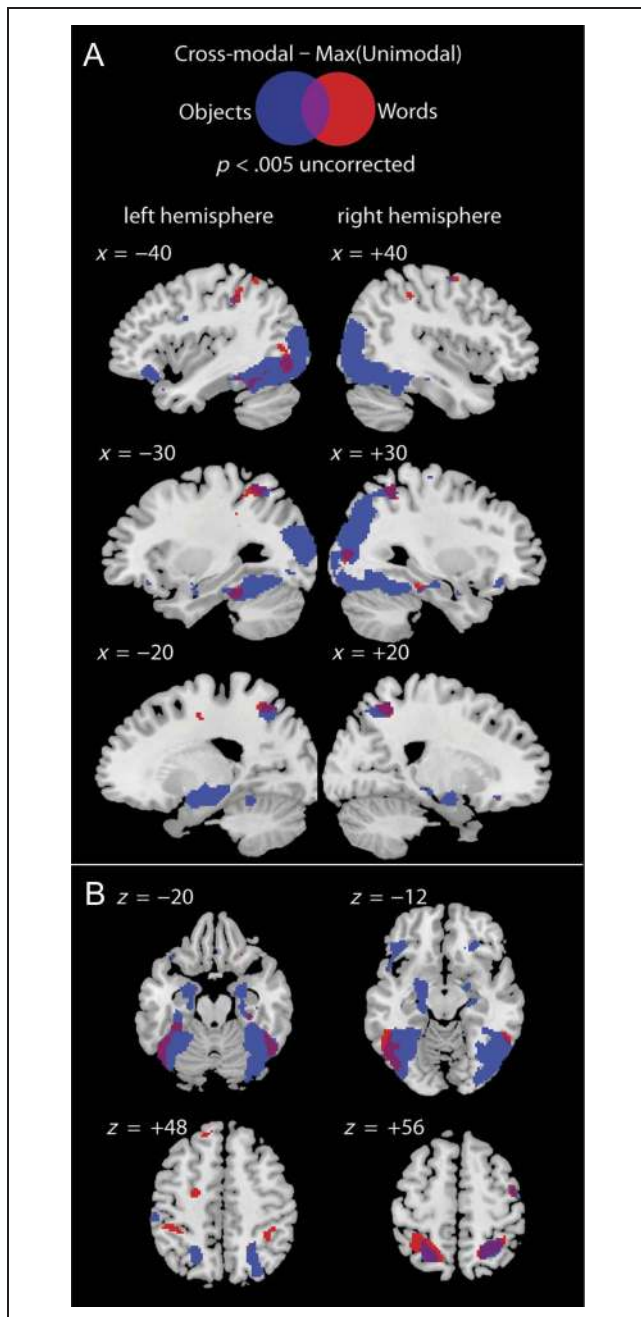 A
Cross-modal – Max(Unimodal)
Objects Words
p < .005 uncorrected
left hemisphere right hemisphere
x = −40 x = +40
x = −30 x = +30
x = −20 x = +20
B
z = −20 z = −12
z = +48 z = +56